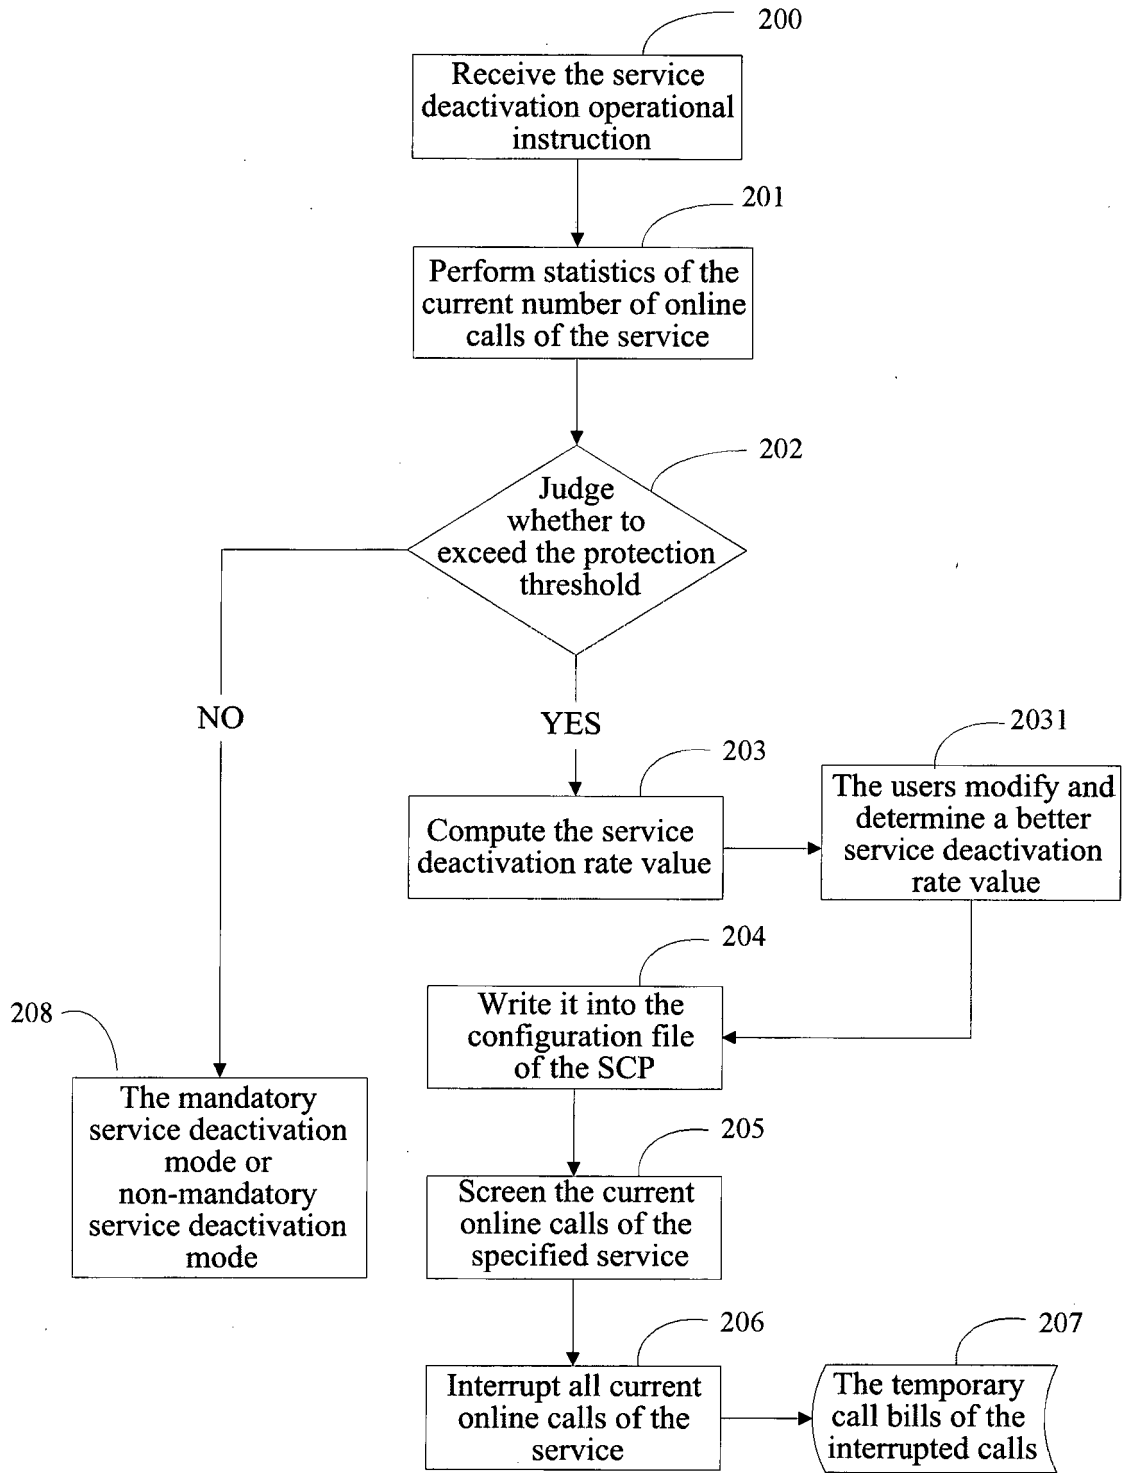 200
Receive the service
deactivation operational
instruction
201
Perform statistics of the
current number of online
calls of the service
202
Judge
whether to
exceed the protection
threshold
NO
YES
203
Compute the service
deactivation rate value
2031
The users modify and
determine a better
service deactivation
rate value
204
Write it into the
configuration file
of the SCP
208
The mandatory
service deactivation
mode or
non-mandatory
service deactivation
mode
205
Screen the current
online calls of the
specified service
206
Interrupt all current
online calls of the
service
207
The temporary
call bills of the
interrupted calls